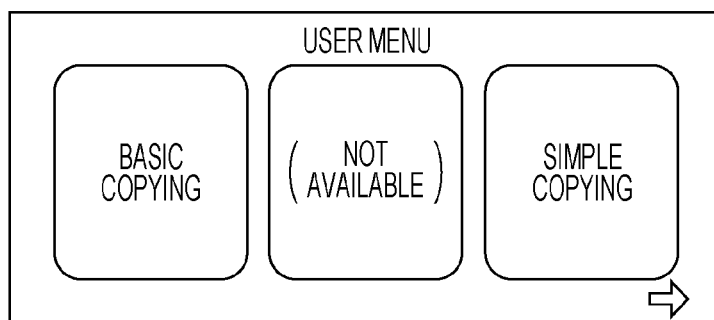 USER MENU
BASIC
COPYING
( NOT
AVAILABLE )
SIMPLE
COPYING